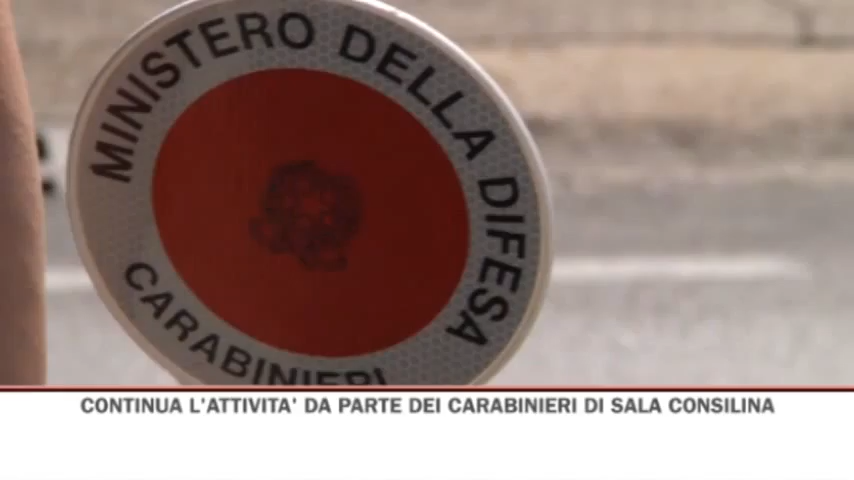 MINISTERO DELLA DIFESA
CARABINIERI
CONTINUA L'ATTIVITA' DA PARTE DEI CARABINIERI DI SALA CONSILINA